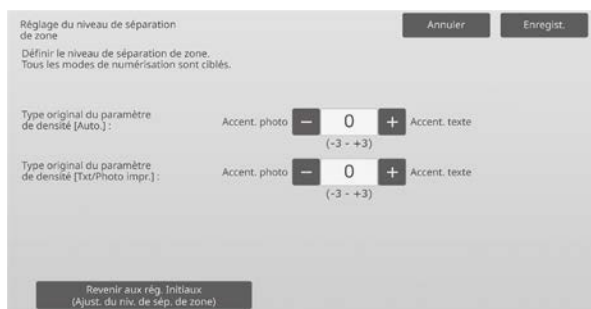 Réglage du niveau de séparation
de zone
Annuler
Enregist.
Définir le niveau de séparation de zone.
Tous les modes de numérisation sont ciblés.
Type original du paramètre
de densité [Auto.] :
Accent. photo
−
0
+
Accent. texte
(-3 - +3)
Type original du paramètre
de densité [Txt/Photo impr.] :
Accent. photo
−
0
+
Accent. texte
(-3 - +3)
Revenir aux rég. Initiaux
(Ajust. du niv. de sép. de zone)